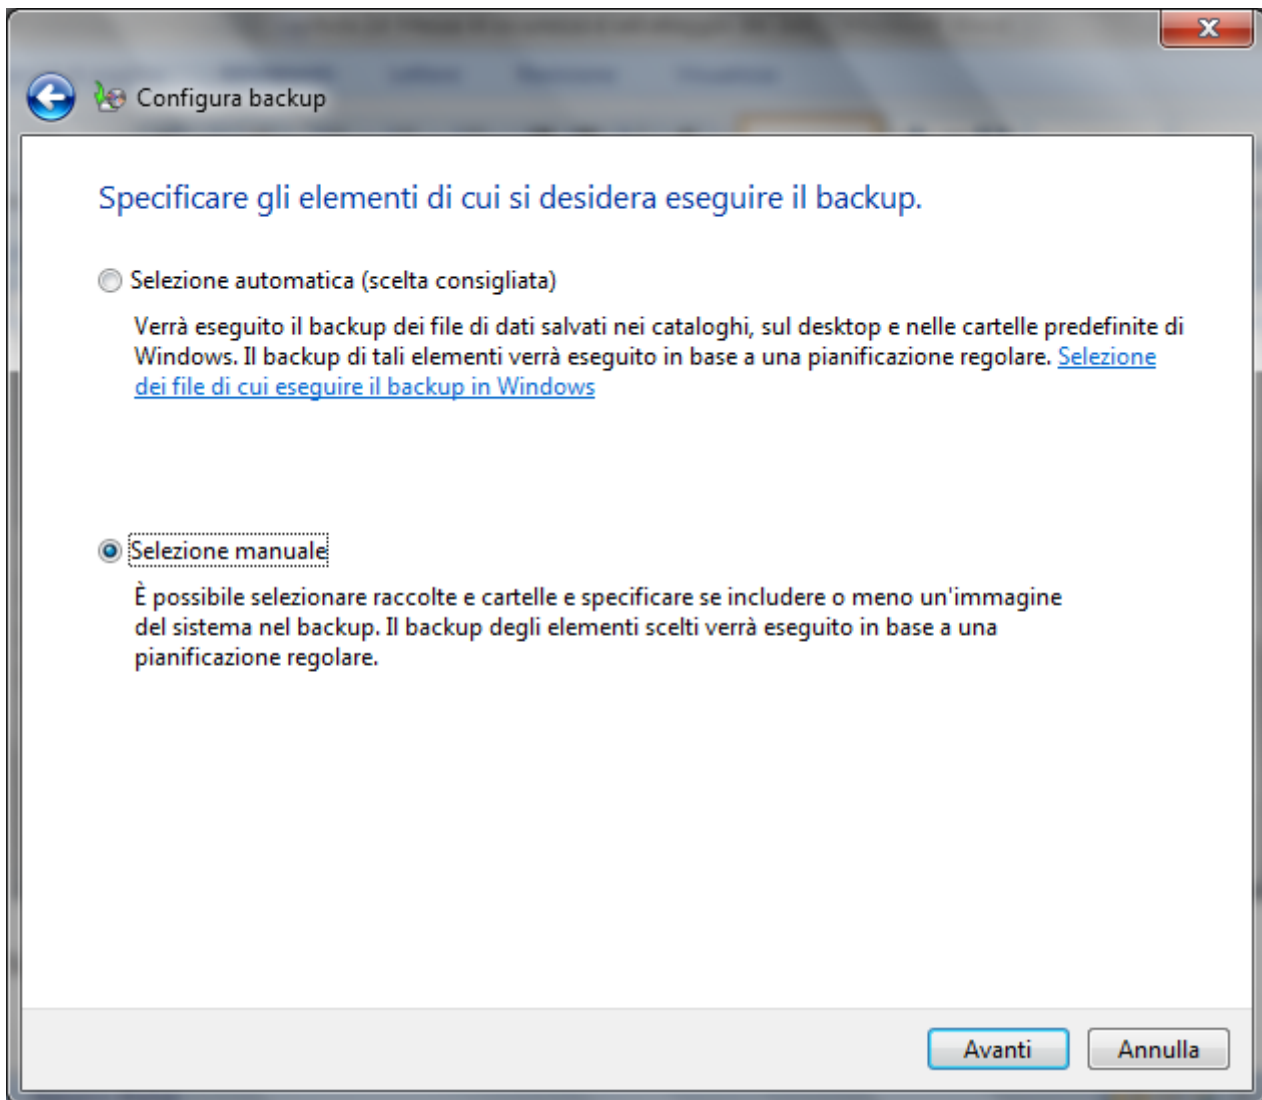 Configura backup
Specificare gli elementi di cui si desidera eseguire il backup.
Selezione automatica (scelta consigliata)
Verrà eseguito il backup dei file di dati salvati nei cataloghi, sul desktop e nelle cartelle predefinite di
Windows. Il backup di tali elementi verrà eseguito in base a una pianificazione regolare. Selezione
dei file di cui eseguire il backup in Windows
Selezione manuale
È possibile selezionare raccolte e cartelle e specificare se includere o meno un'immagine
del sistema nel backup. Il backup degli elementi scelti verrà eseguito in base a una
pianificazione regolare.
Avanti
Annulla